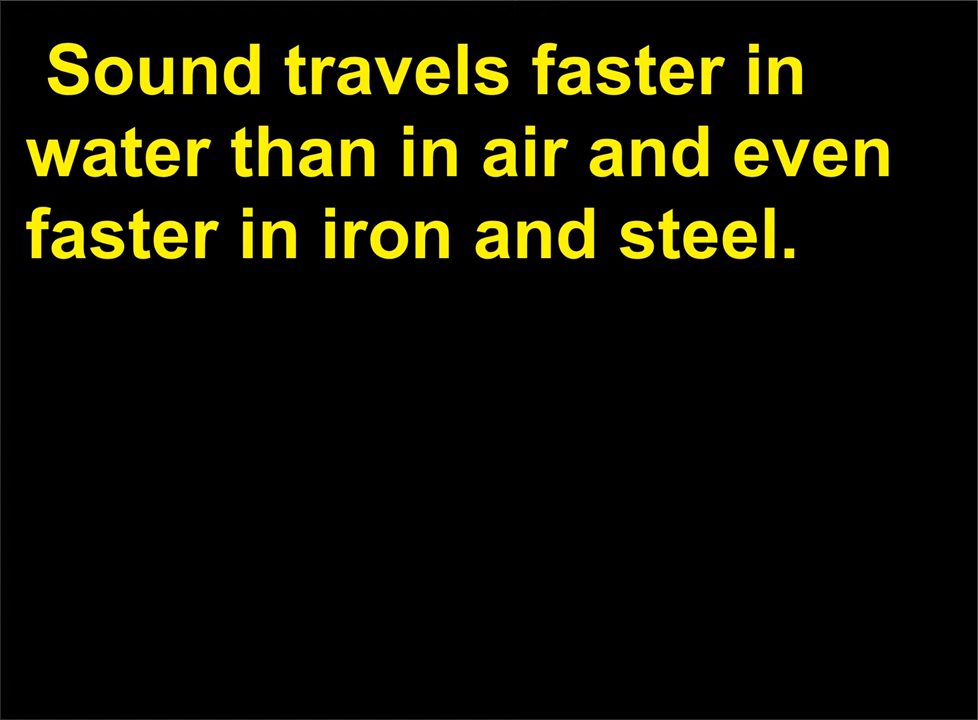 Sound travels faster in
water than in air and even
faster in iron and steel.